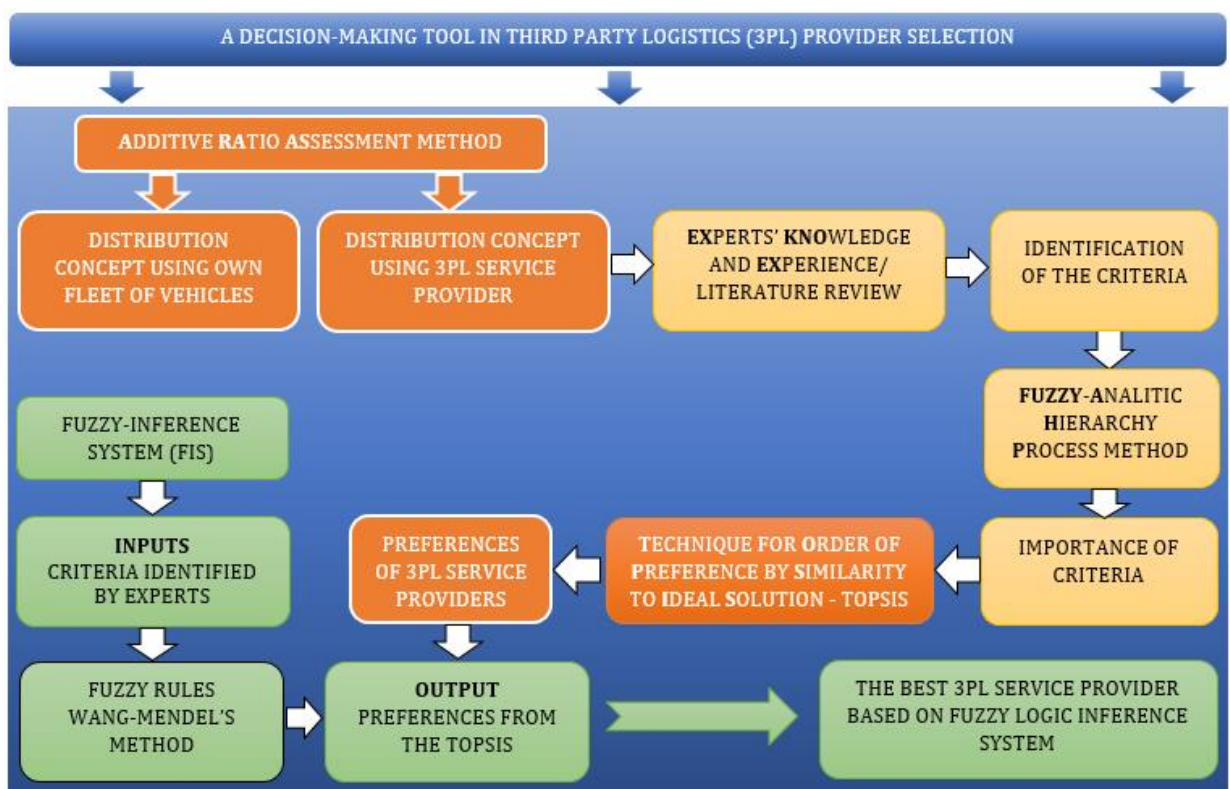 A DECISION-MAKING TOOL IN THIRD PARTY LOGISTICS (3PL) PROVIDER SELECTION
ADDITIVE RATIO ASSESSMENT METHOD
DISTRIBUTION
CONCEPT USING OWN
FLEET OF VEHICLES
DISTRIBUTION CONCEPT
USING 3PL SERVICE
PROVIDER
EXPERTS' KNOWLEDGE
AND EXPERIENCE/
LITERATURE REVIEW
IDENTIFICATION
OF THE CRITERIA
FUZZY-ANALITIC
HIERARCHY
PROCESS METHOD
IMPORTANCE OF
CRITERIA
TECHNIQUE FOR ORDER OF
PREFERENCE BY SIMILARITY
TO IDEAL SOLUTION - TOPSIS
PREFERENCES
OF 3PL SERVICE
PROVIDERS
FUZZY-INFERENCE
SYSTEM (FIS)
INPUTS
CRITERIA IDENTIFIED
BY EXPERTS
FUZZY RULES
WANG-MENDEL'S
METHOD
OUTPUT
PREFERENCES FROM
THE TOPSIS
THE BEST 3PL SERVICE PROVIDER
BASED ON FUZZY LOGIC INFERENCE
SYSTEM